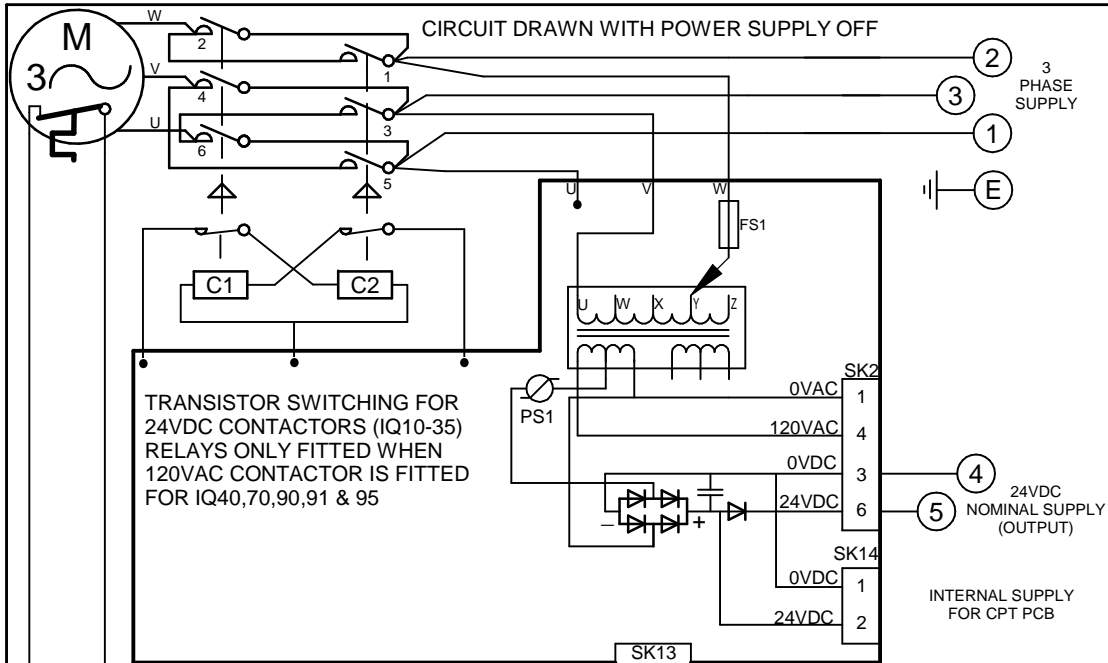 CIRCUIT DRAWN WITH POWER SUPPLY OFF
W
M
3
V
U
2
1
4
3
6
5
2
3
PHASE
SUPPLY
3
1
E
U
V
W
FS1
C1
C2
U
W
X
Y
Z
TRANSISTOR SWITCHING FOR
24VDC CONTACTORS (IQ10-35)
RELAYS ONLY FITTED WHEN
120VAC CONTACTOR IS FITTED
FOR IQ40,70,90,91 & 95
PS1
SK2
0VAC
1
120VAC
4
0VDC
3
24VDC
6
4
24VDC
NOMINAL SUPPLY
(OUTPUT)
5
–
+
SK14
0VDC
1
24VDC
2
INTERNAL SUPPLY
FOR CPT PCB
SK13